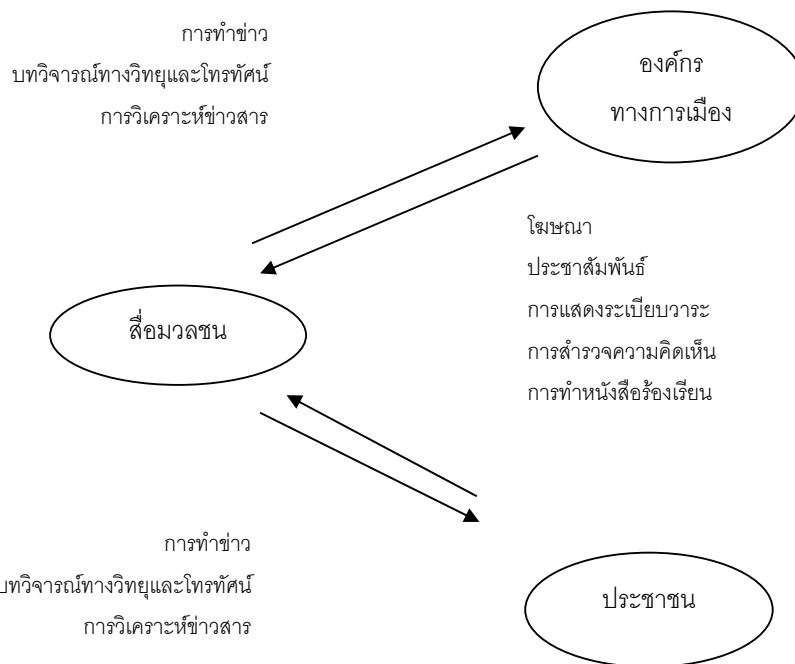 การทำข่าว
บทวิจารณ์ทางวิทยุและโทรทัศน์
การวิเคราะห์ข่าวสาร
องค์กร
ทางการเมือง
โฆษณา
ประชาสัมพันธ์
การแสดงระเบียบวาระ
การสำรวจความคิดเห็น
การทำหนังสือร้องเรียน
สื่อมวลชน
การทำข่าว
บทวิจารณ์ทางวิทยุและโทรทัศน์
การวิเคราะห์ข่าวสาร
ประชาชน